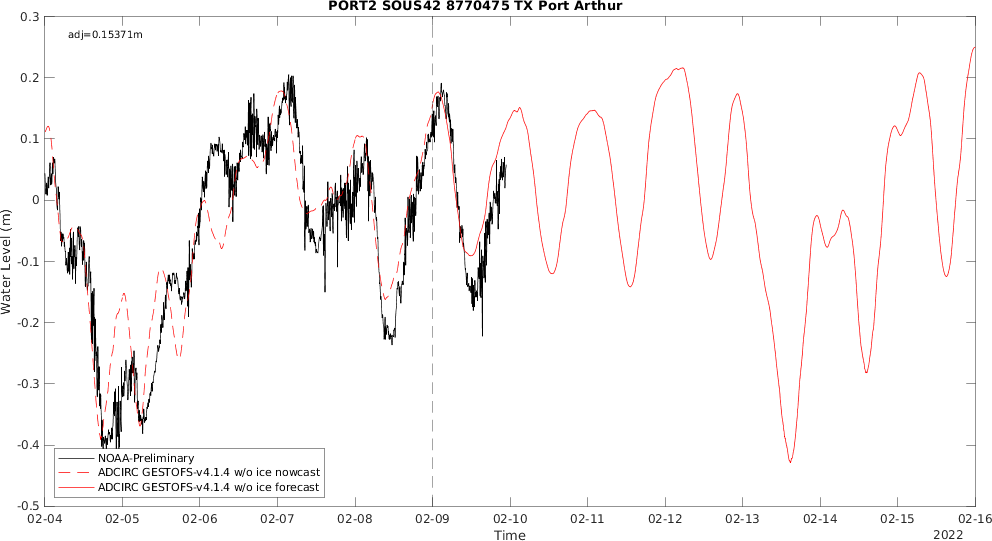 PORT2 SOUS42 8770475 TX Port Arthur
adj=0.15371m
0.3
0.2
0.1
0
-0.1
-0.2
-0.3
-0.4
-0.5
Water Level (m)
NOAA-Preliminary
ADCIRC GESTOFS-v4.1.4 w/o ice nowcast
ADCIRC GESTOFS-v4.1.4 w/o ice forecast
02-04 02-05 02-06 02-07 02-08 02-09 02-10 02-11 02-12 02-13 02-14 02-15 02-16
Time
2022